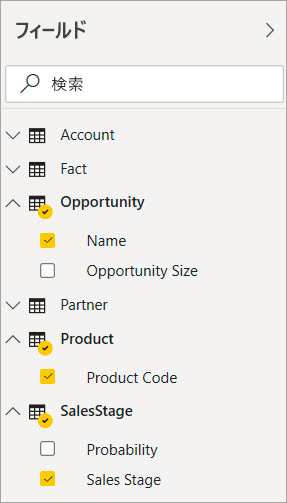 フィールド
検索
Account
Fact
Opportunity
Name
Opportunity Size
Partner
Product
Product Code
SalesStage
Probability
Sales Stage